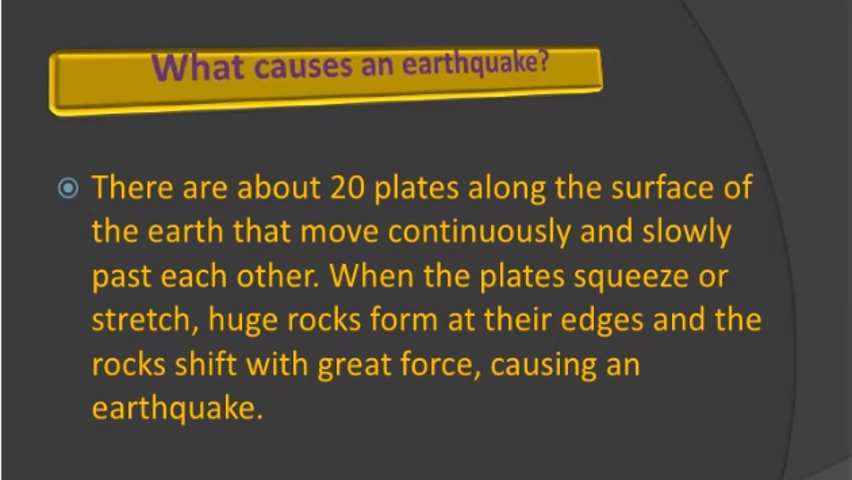 What causes an earthquake?
There are about 20 plates along the surface of
the earth that move continuously and slowly
past each other. When the plates squeeze or
stretch, huge rocks form at their edges and the
rocks shift with great force, causing an
earthquake.